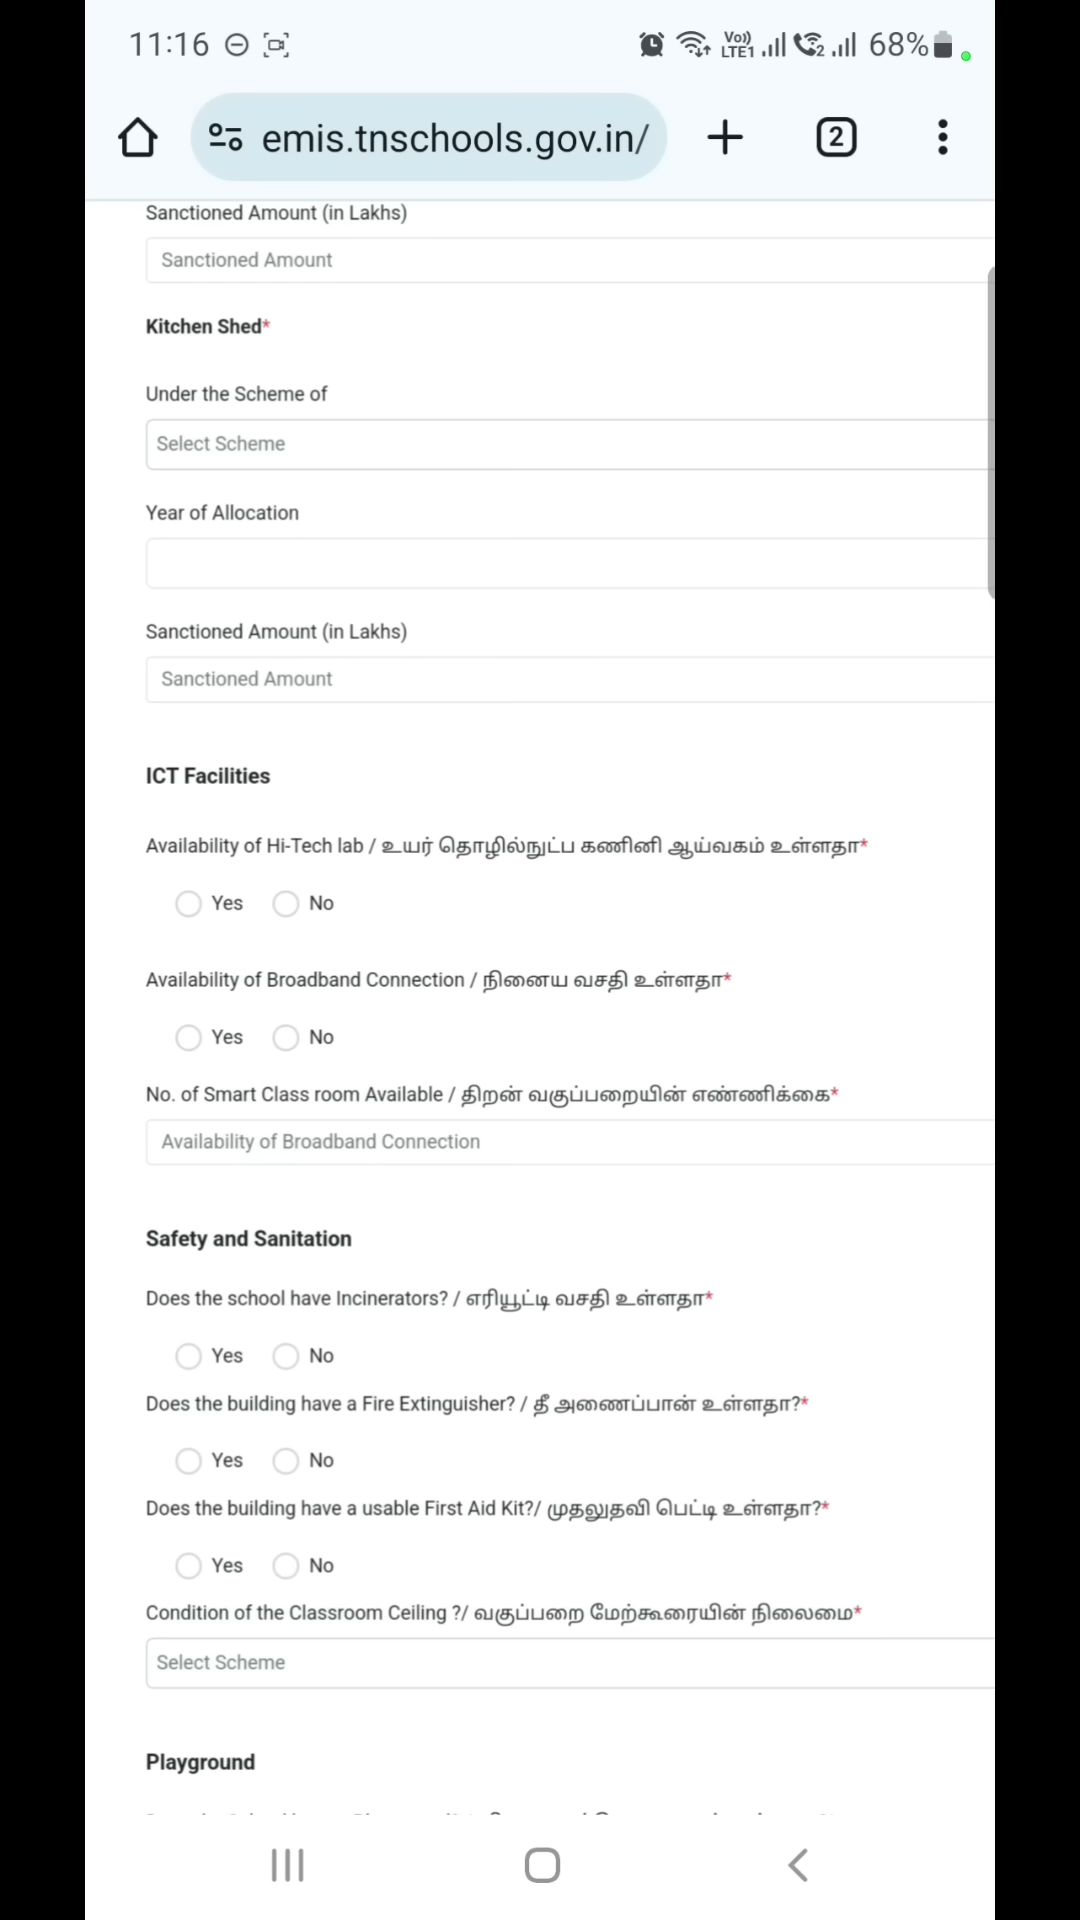 11:16
Vo)) LTE1 2 68%
emis.tnschools.gov.in/
2
Sanctioned Amount (in Lakhs)
Sanctioned Amount
Kitchen Shed*
Under the Scheme of
Select Scheme
Year of Allocation
Sanctioned Amount (in Lakhs)
Sanctioned Amount
ICT Facilities
Availability of Hi-Tech lab / உயர் தொழில்நுட்ப கணினி ஆய்வகம் உள்ளதா*
Yes No
Availability of Broadband Connection / நினைய வசதி உள்ளதா*
Yes No
No. of Smart Class room Available / திறன் வகுப்பறையின் எண்ணிக்கை*
Availability of Broadband Connection
Safety and Sanitation
Does the school have Incinerators? / எரியூட்டி வசதி உள்ளதா*
Yes No
Does the building have a Fire Extinguisher? / தீ அணைப்பான் உள்ளதா?*
Yes No
Does the building have a usable First Aid Kit?/ முதலுதவி பெட்டி உள்ளதா?*
Yes No
Condition of the Classroom Ceiling ?/ வகுப்பறை மேற்கூரையின் நிலைமை*
Select Scheme
Playground